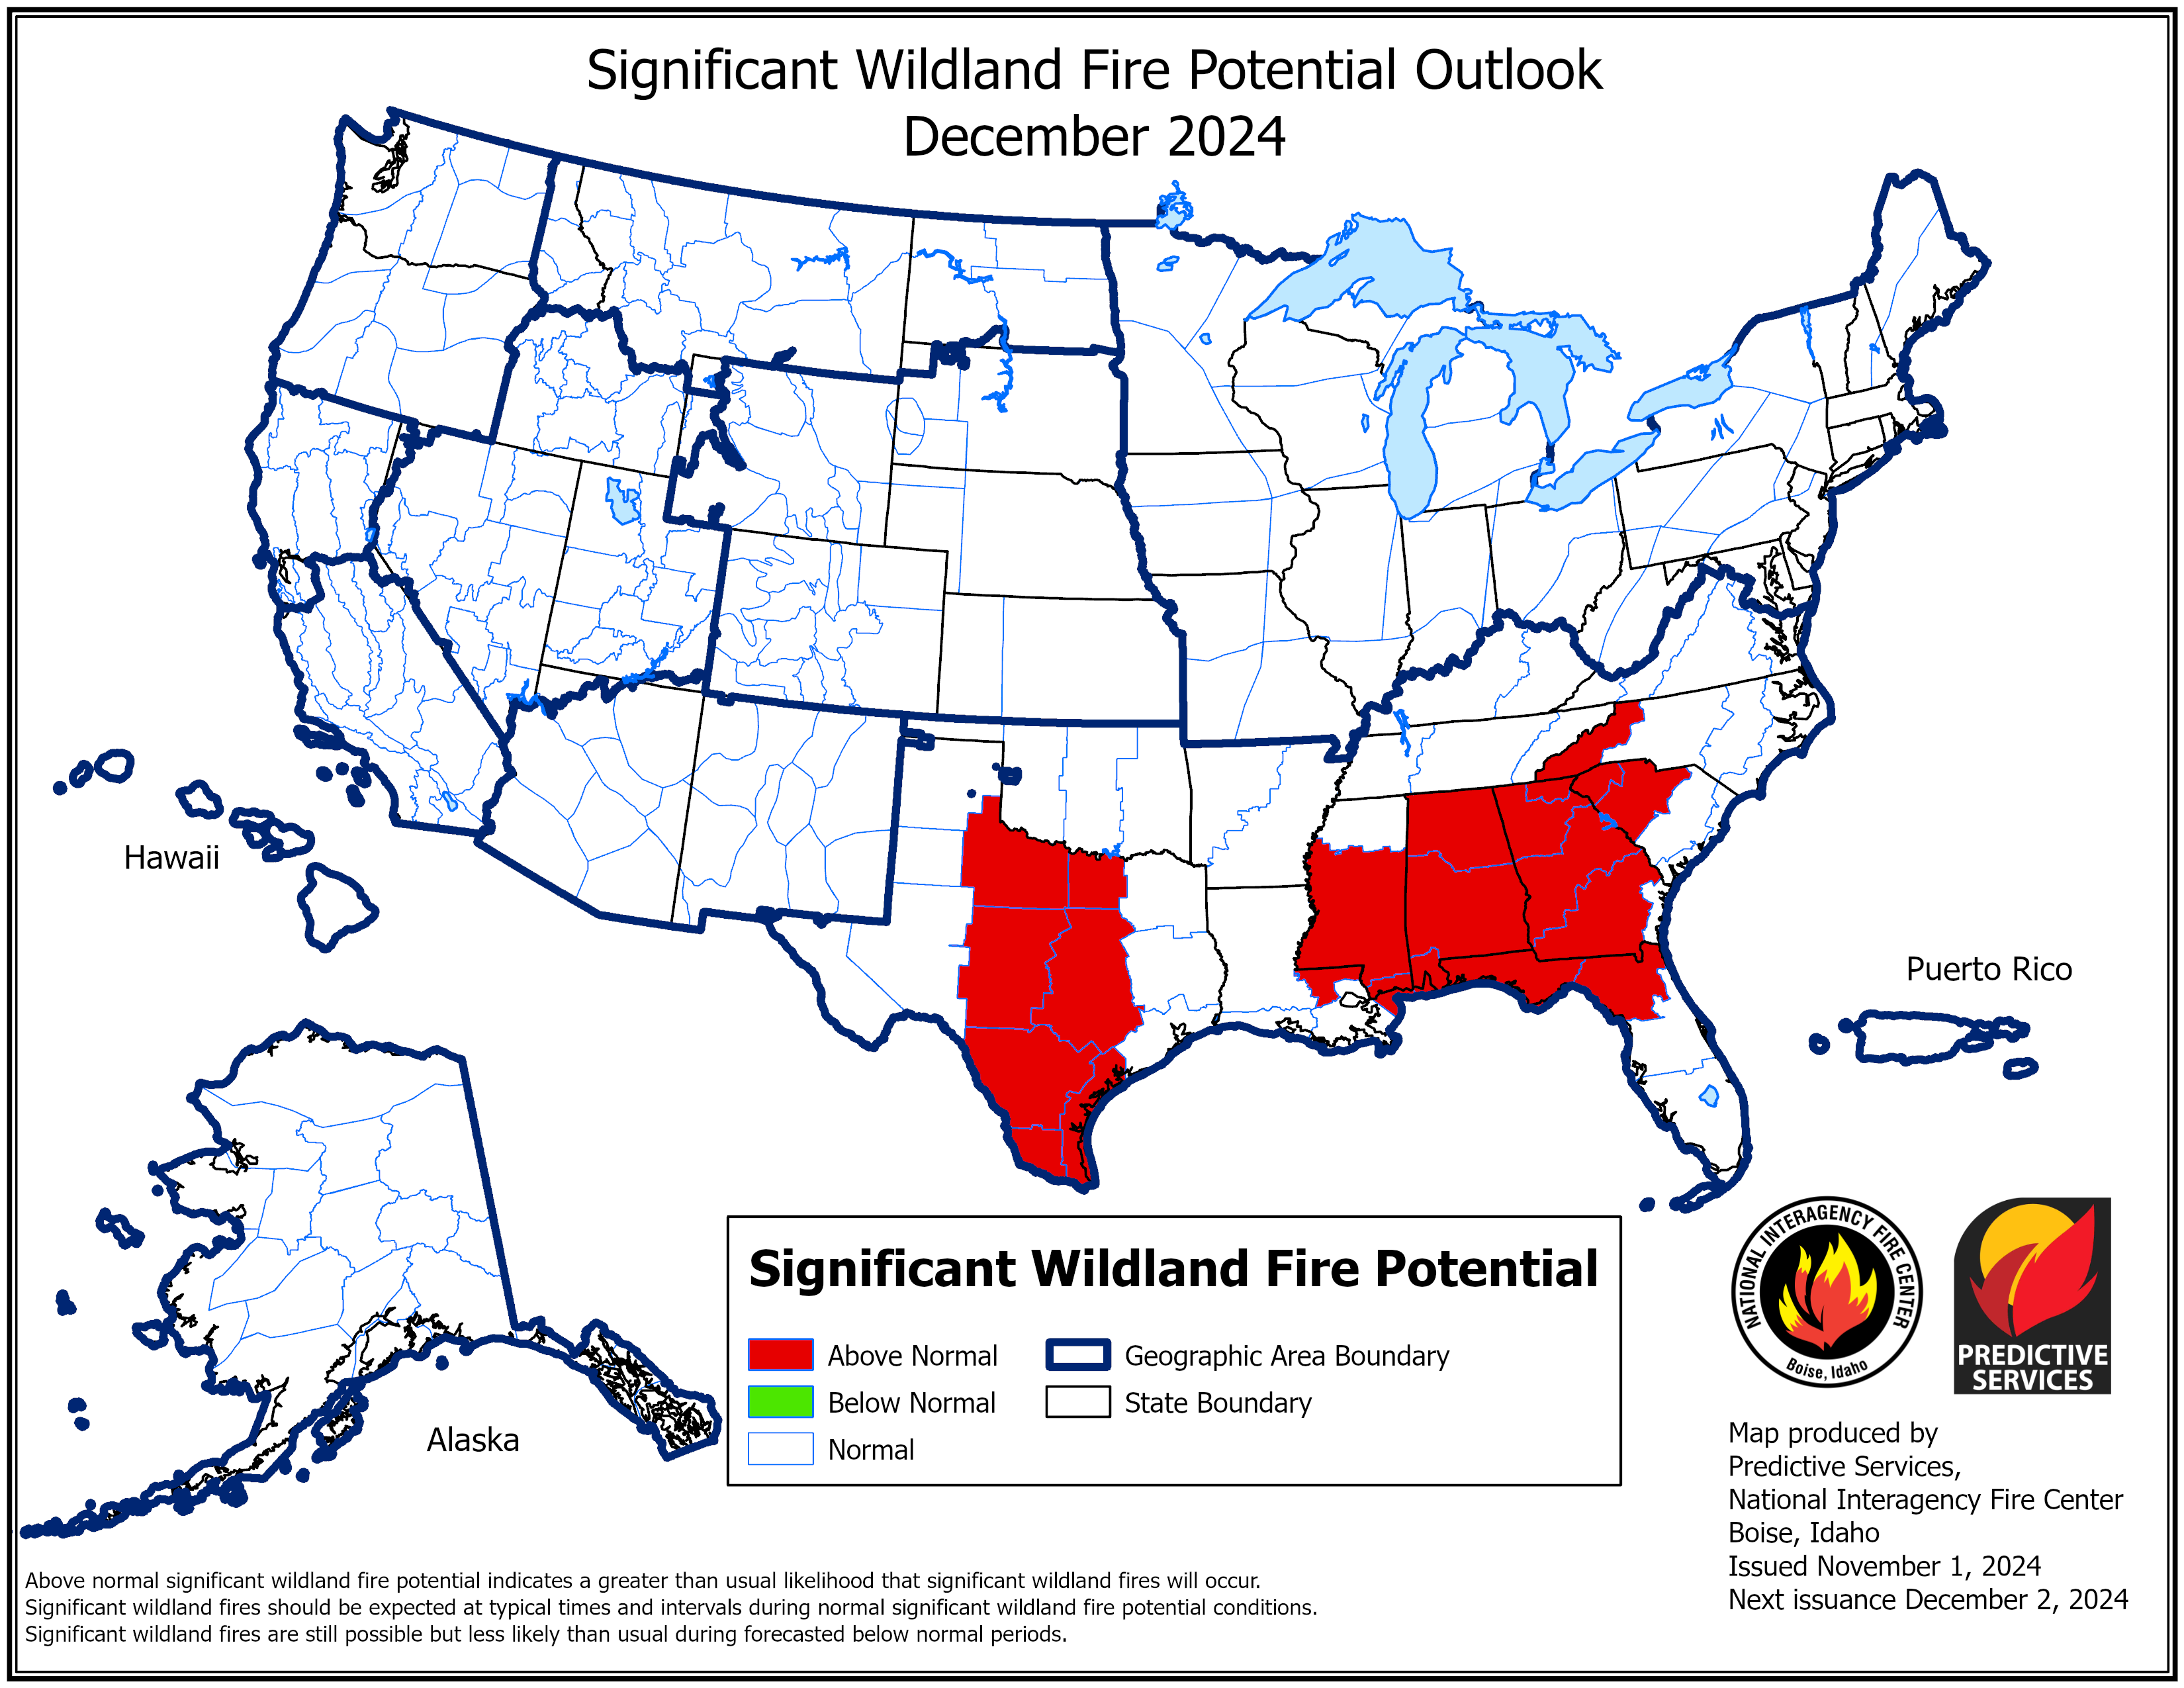 Significant Wildland Fire Potential Outlook
December 2024
Hawaii
Puerto Rico
Alaska
Significant Wildland Fire Potential
Above Normal
Below Normal
Normal
Geographic Area Boundary
State Boundary
NATIONAL INTERAGENCY FIRE CENTER
Boise, Idaho
PREDICTIVE
SERVICES
Map produced by
Predictive Services,
National Interagency Fire Center
Boise, Idaho
Issued November 1, 2024
Next issuance December 2, 2024
Above normal significant wildland fire potential indicates a greater than usual likelihood that significant wildland fires will occur.
Significant wildland fires should be expected at typical times and intervals during normal significant wildland fire potential conditions.
Significant wildland fires are still possible but less likely than usual during forecasted below normal periods.